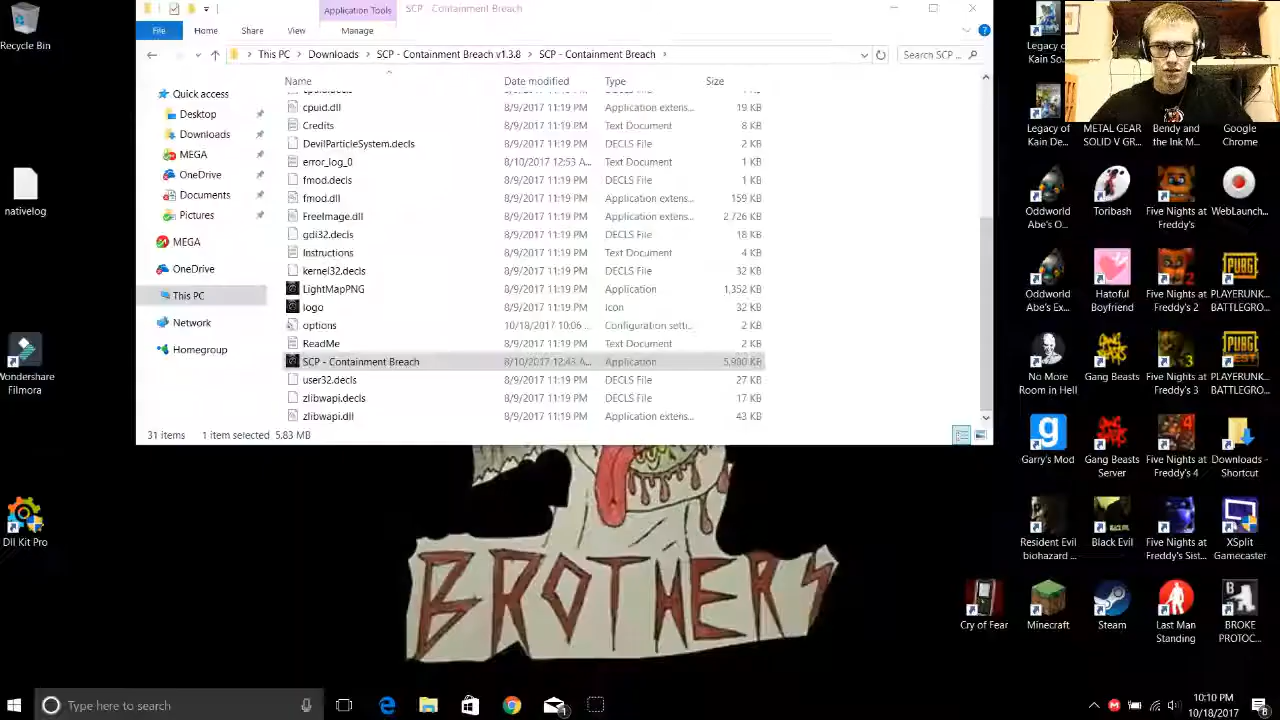 Application Tools
SCP - Containment Breach
File
Home
Share
View
Manage
This PC
SCP - Containment Breach v1.3.8
SCP - Containment Breach
Search SCP ...
Name
Date modified
Type
Size
cpuid.dll 8/9/2017 11:19 PM Application extens... 19 KB
Credits 8/9/2017 11:19 PM Text Document 8 KB
DevilParticleSystem.decls 8/9/2017 11:19 PM DECLS File 2 KB
error_log_0 8/10/2017 12:53 A... Text Document 1 KB
fmod.decls 8/9/2017 11:19 PM DECLS File 1 KB
fmod.dll 8/9/2017 11:19 PM Application extens... 159 KB
FreeImage.dll 8/9/2017 11:19 PM Application extens... 2,726 KB
gdi32.decls 8/9/2017 11:19 PM DECLS File 18 KB
Instructions 8/9/2017 11:19 PM Text Document 4 KB
kernel32.decls 8/9/2017 11:19 PM DECLS File 32 KB
LightMapPNG 8/9/2017 11:19 PM Application 1,352 KB
logo 8/9/2017 11:19 PM Icon 32 KB
options 10/18/2017 10:06 ... Configuration setti... 2 KB
ReadMe 8/9/2017 11:19 PM Text Document 2 KB
SCP - Containment Breach 8/10/2017 12:43 A... Application 5,980 KB
user32.decls 8/9/2017 11:19 PM DECLS File 27 KB
zlibwapi.decls 8/9/2017 11:19 PM DECLS File 17 KB
zlibwapi.dll 8/9/2017 11:19 PM Application extens... 43 KB
31 items
1 item selected 5.83 MB
Quick access
Desktop
Downloads
MEGA
OneDrive
Documents
Pictures
MEGA
OneDrive
This PC
Network
Homegroup
Recycle Bin
nativelog
Wondershare
Filmora
Dll Kit Pro
Legacy of
Kain So...
Legacy of
Kain De...
METAL GEAR
SOLID V GR...
Bendy and
the Ink M...
Google
Chrome
Oddworld
Abe's O...
Toribash
Five Nights at
Freddy's
WebLaunch...
Oddworld
Abe's Ex...
Hatoful
Boyfriend
Five Nights at
Freddy's 2
PLAYERUNK...
BATTLEGRO...
No More
Room in Hell
Gang Beasts
Five Nights at
Freddy's 3
PLAYERUNK...
BATTLEGRO...
Garry's Mod
Gang Beasts
Server
Five Nights at
Freddy's 4
Downloads -
Shortcut
Resident Evil
biohazard ...
Black Evil
Five Nights at
Freddy's Sist...
XSplit
Gamecaster
Cry of Fear
Minecraft
Steam
Last Man
Standing
BROKE
PROTOC...
BROTHERS
Type here to search
10:10 PM
10/18/2017